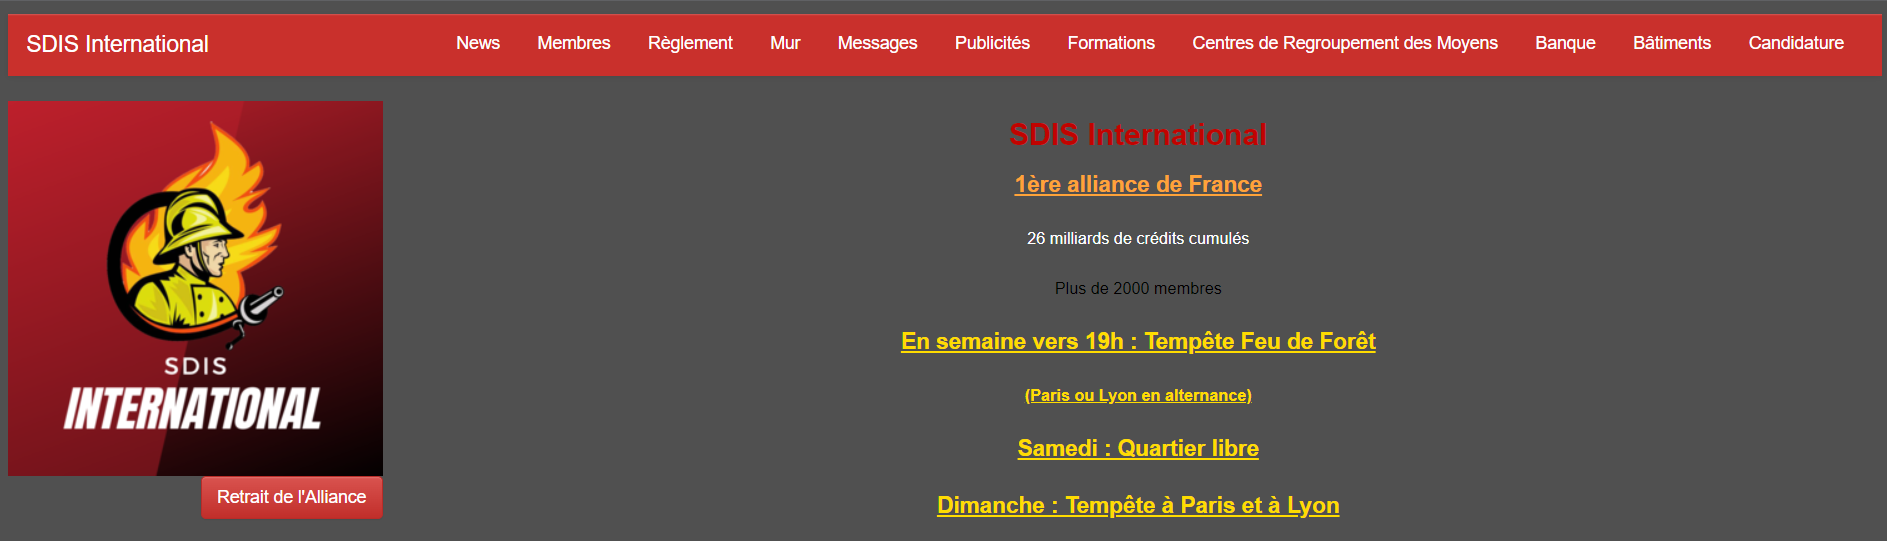 SDIS International
News
Membres
Règlement
Mur
Messages
Publicités
Formations
Centres de Regroupement des Moyens
Banque
Bâtiments
Candidature
SDIS
INTERNATIONAL
Retrait de l'Alliance
SDIS International
1ère alliance de France
26 milliards de crédits cumulés
Plus de 2000 membres
En semaine vers 19h : Tempête Feu de Forêt
(Paris ou Lyon en alternance)
Samedi : Quartier libre
Dimanche : Tempête à Paris et à Lyon